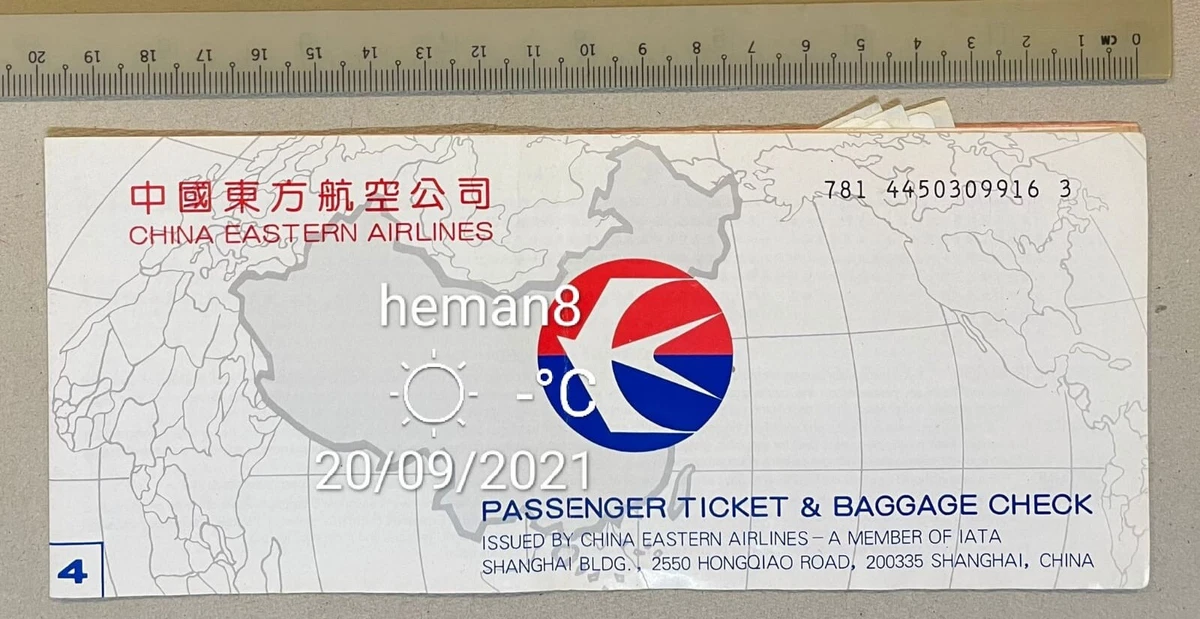 20 19 18 17 16 15 14 13 12 11 10 9 8 7 6 5 4 3 2 1 CM 0
中國東方航空公司
CHINA EASTERN AIRLINES
781 4450309916 3
heman8
-°C
20/09/2021
PASSENGER TICKET & BAGGAGE CHECK
ISSUED BY CHINA EASTERN AIRLINES – A MEMBER OF IATA
SHANGHAI BLDG., 2550 HONGQIAO ROAD, 200335 SHANGHAI, CHINA
4